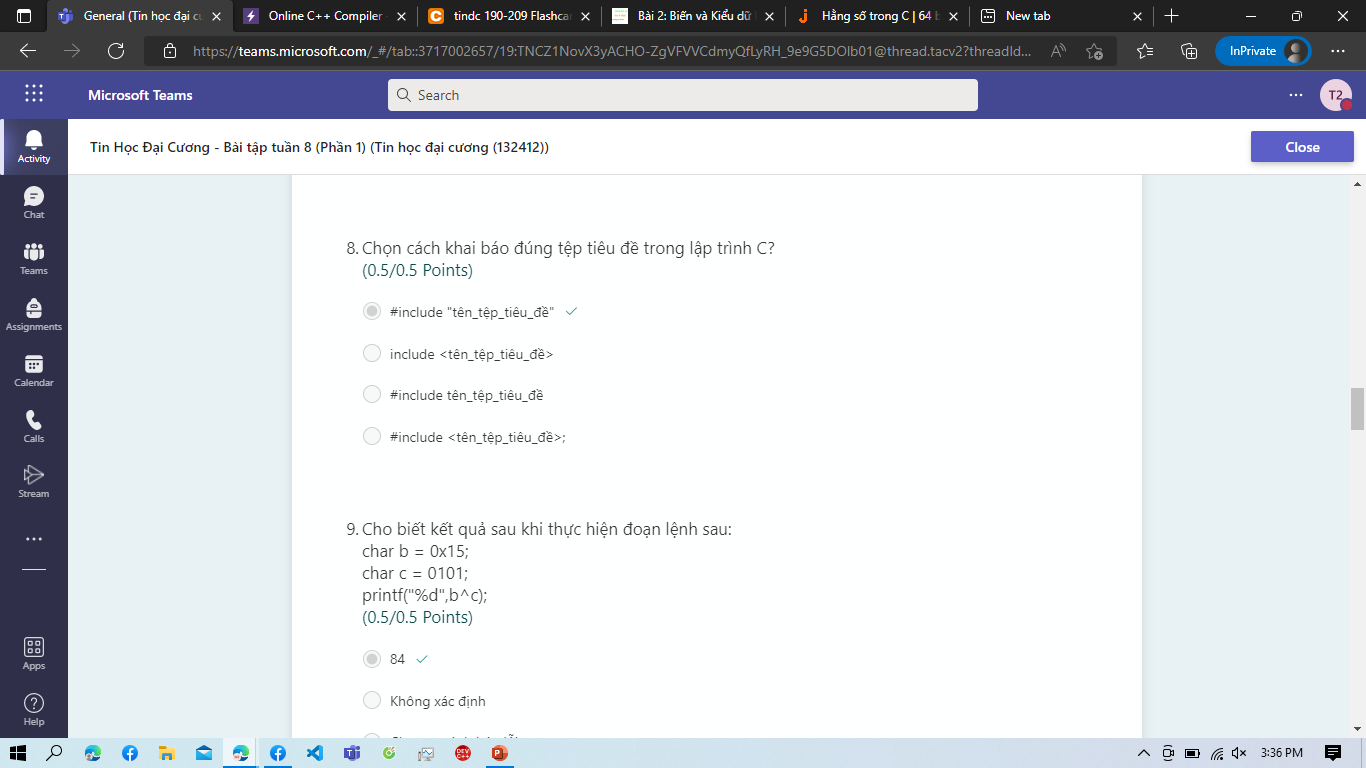 General (Tin học đại cư
Online C++ Compiler -
tindc 190-209 Flashcar
Bài 2: Biến và Kiểu dữ
Hằng số trong C | 64 b
New tab
https://teams.microsoft.com/_#/tab::3717002657/19:TNCZ1NovX3yACHO-ZgVFVVCdmyQfLyRH_9e9G5DOlb01@thread.tacv2?threadId...
InPrivate
Microsoft Teams
Search
T2
Tin Học Đại Cương - Bài tập tuần 8 (Phần 1) (Tin học đại cương (132412))
Close
Activity
Chat
Teams
Assignments
Calendar
Calls
Stream
Apps
Help
8. Chọn cách khai báo đúng tệp tiêu đề trong lập trình C?
(0.5/0.5 Points)
#include "tên_tệp_tiêu_đề"
include <tên_tệp_tiêu_đề>
#include tên_tệp_tiêu_đề
#include <tên_tệp_tiêu_đề>;
9. Cho biết kết quả sau khi thực hiện đoạn lệnh sau:
char b = 0x15;
char c = 0101;
printf("%d",b^c);
(0.5/0.5 Points)
84
Không xác định
3:36 PM